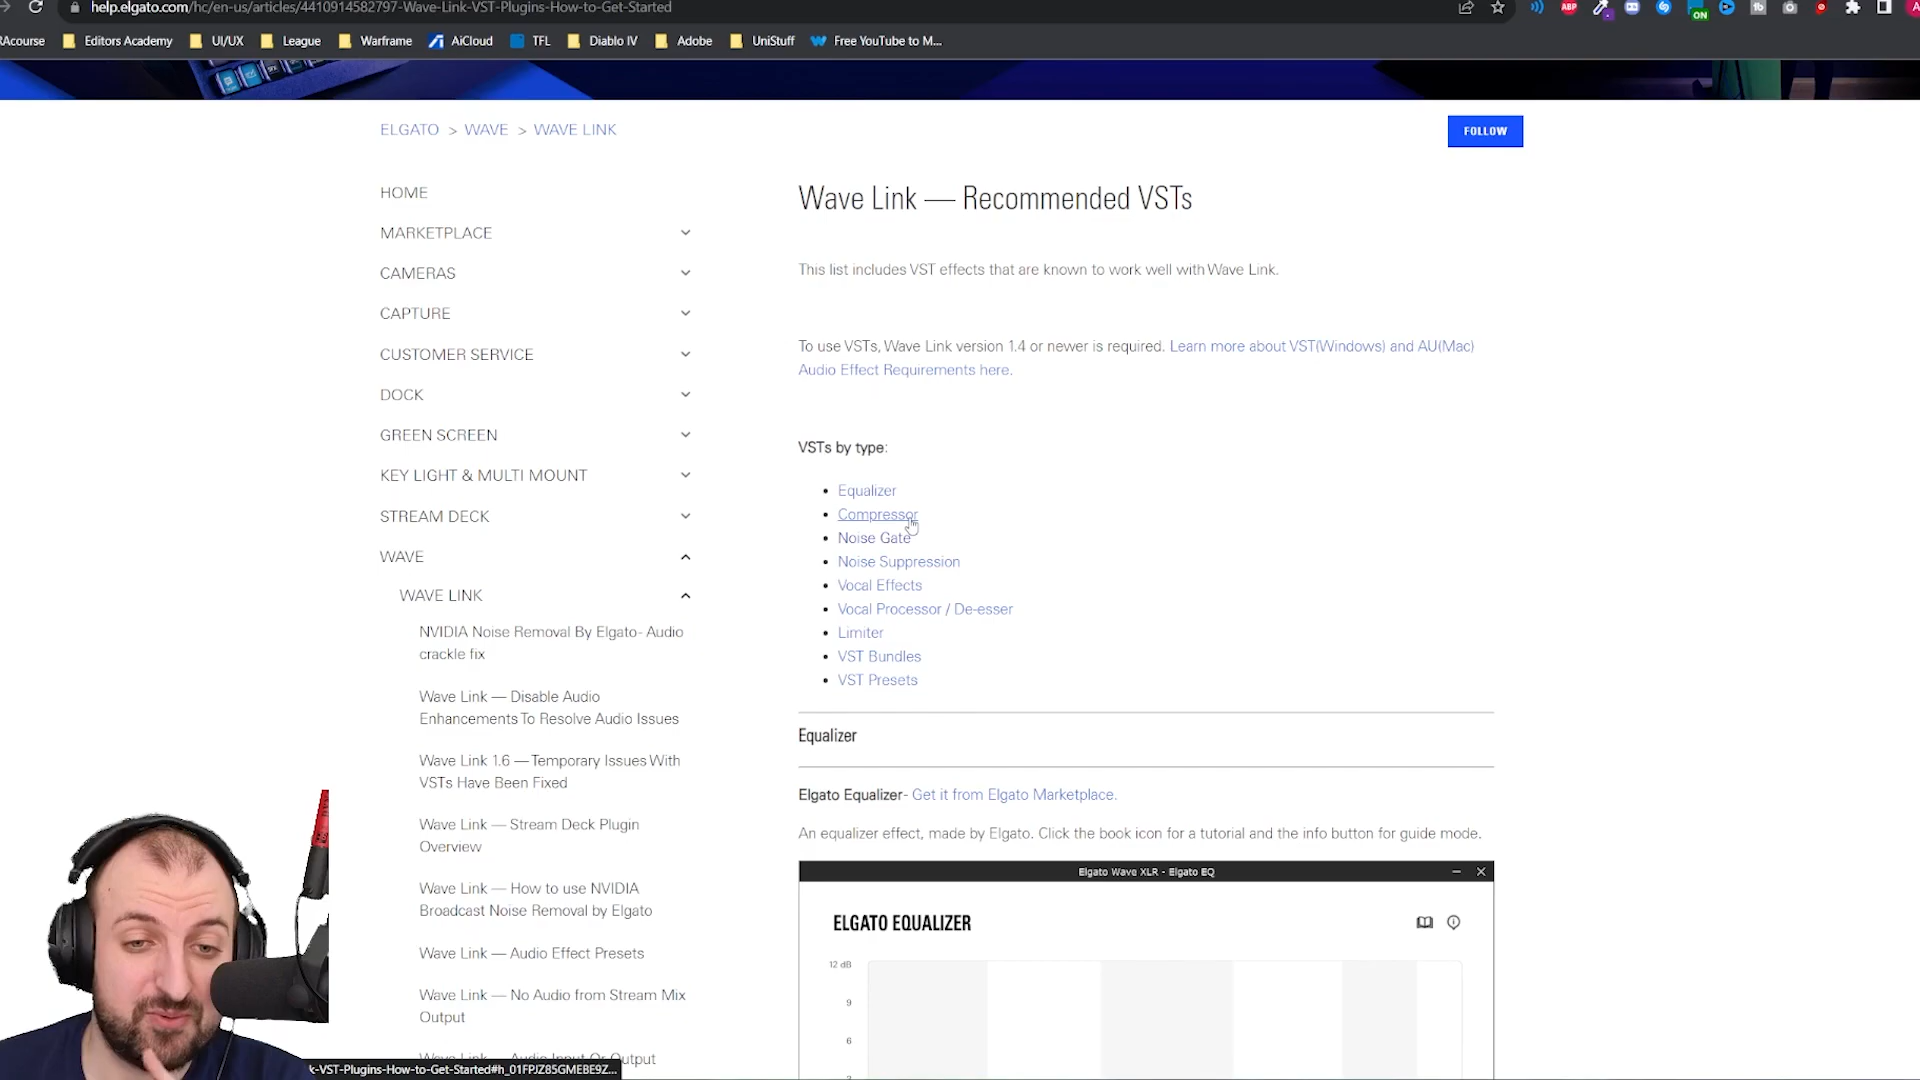 help.elgato.com/hc/en-us/articles/4410914582797-Wave-Link-VST-Plugins-How-to-Get-Started
ABP
ON
RAcourse
Editors Academy
UI/UX
League
Warframe
AiCloud
TFL
Diablo IV
Adobe
UniStuff
Free YouTube to M...
ELGATO > WAVE > WAVE LINK
FOLLOW
HOME
MARKETPLACE
CAMERAS
CAPTURE
CUSTOMER SERVICE
DOCK
GREEN SCREEN
KEY LIGHT & MULTI MOUNT
STREAM DECK
WAVE
WAVE LINK
NVIDIA Noise Removal By Elgato- Audio
crackle fix
Wave Link — Disable Audio
Enhancements To Resolve Audio Issues
Wave Link 1.6 — Temporary Issues With
VSTs Have Been Fixed
Wave Link — Stream Deck Plugin
Overview
Wave Link — How to use NVIDIA
Broadcast Noise Removal by Elgato
Wave Link — Audio Effect Presets
Wave Link — No Audio from Stream Mix
Output
Wave Link — Audio Input Or Output
Wave Link — Recommended VSTs
This list includes VST effects that are known to work well with Wave Link.
To use VSTs, Wave Link version 1.4 or newer is required. Learn more about VST(Windows) and AU(Mac)
Audio Effect Requirements here.
VSTs by type:
• Equalizer
• Compressor
• Noise Gate
• Noise Suppression
• Vocal Effects
• Vocal Processor / De-esser
• Limiter
• VST Bundles
• VST Presets
Equalizer
Elgato Equalizer- Get it from Elgato Marketplace.
An equalizer effect, made by Elgato. Click the book icon for a tutorial and the info button for guide mode.
Elgato Wave XLR - Elgato EQ
ELGATO EQUALIZER
12 dB
9
6
3
k-VST-Plugins-How-to-Get-Started#h_01FPJZ85GMEBE9Z...